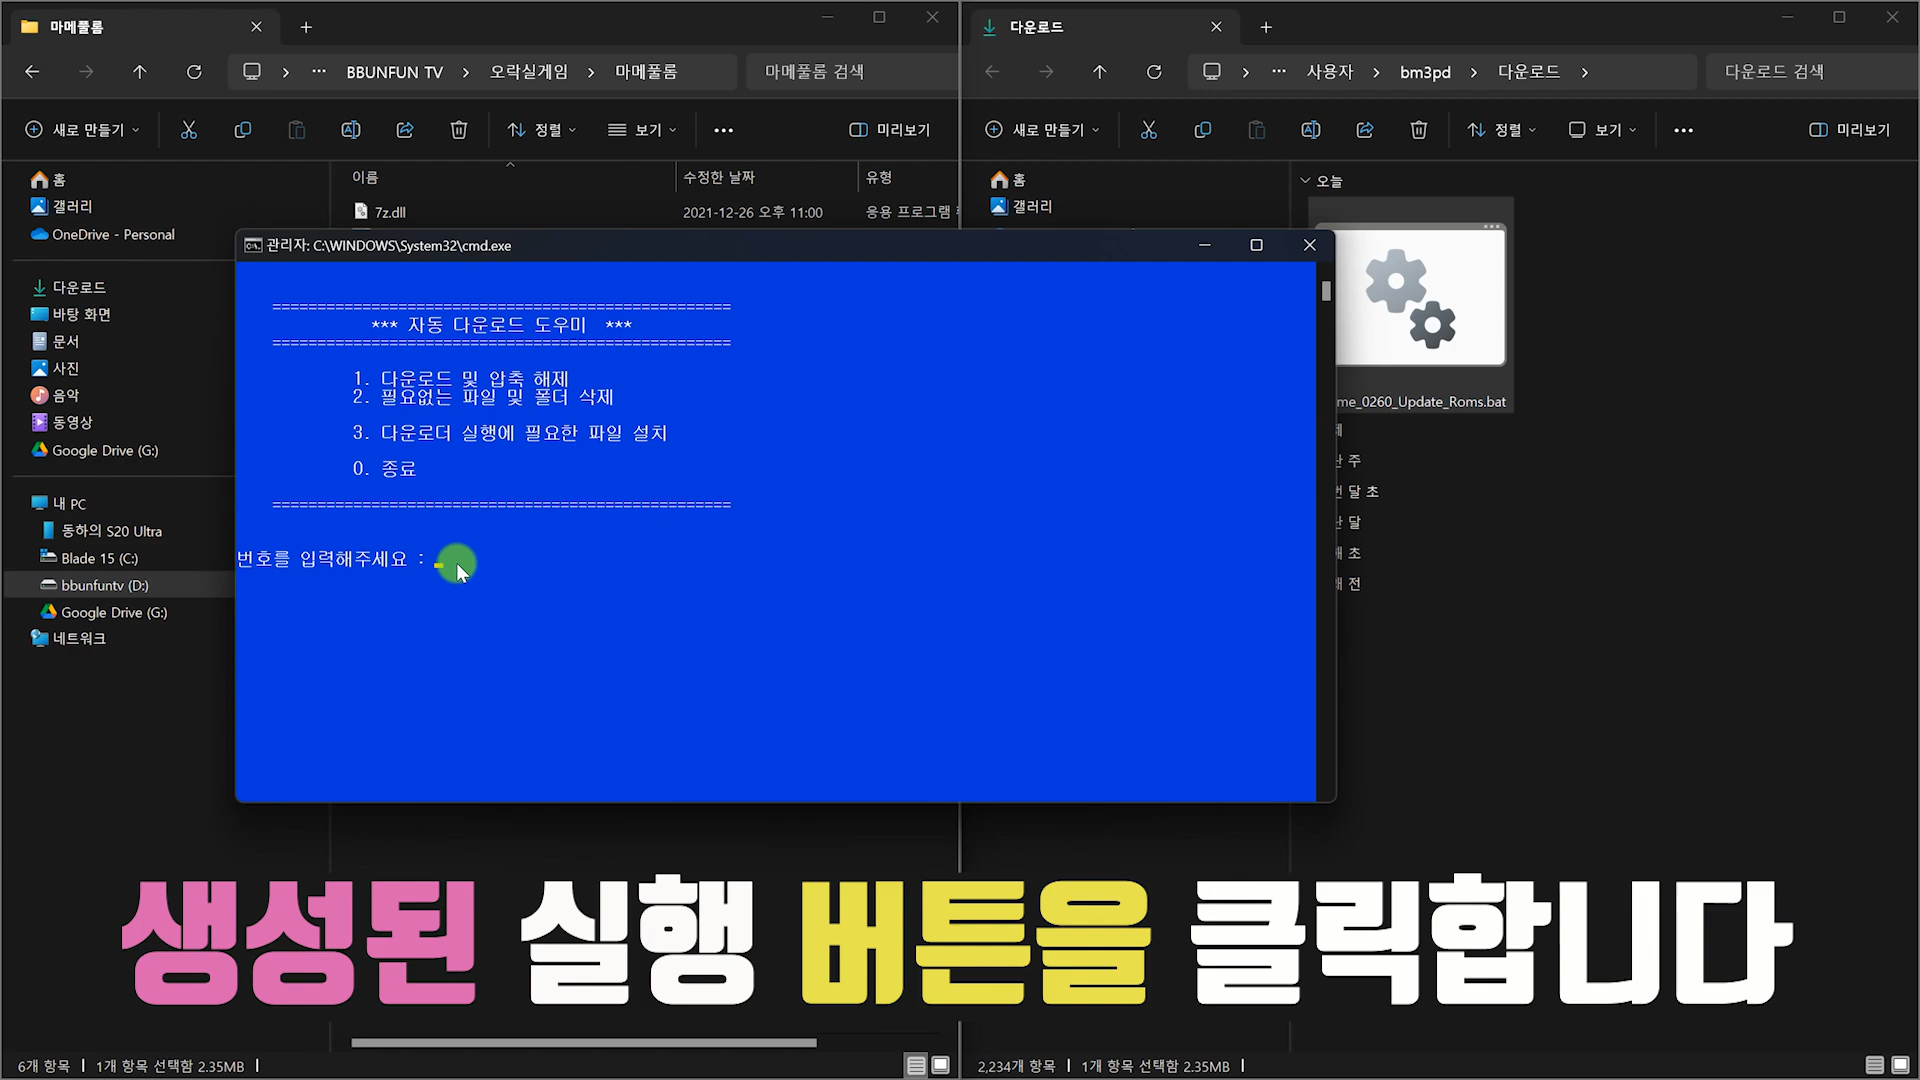 마메풀롬
BBUNFUN TV > 오락실게임 > 마메풀롬
마메풀롬 검색
새로 만들기
정렬
보기
미리보기
이름
수정한 날짜
유형
7z.dll
2021-12-26 오후 11:00
응용 프로그램
홈
갤러리
OneDrive - Personal
다운로드
바탕 화면
문서
사진
음악
동영상
Google Drive (G:)
내 PC
동하의 S20 Ultra
Blade 15 (C:)
bbunfuntv (D:)
Google Drive (G:)
네트워크
6개 항목
1개 항목 선택함 2.35MB
다운로드
사용자 > bm3pd > 다운로드 >
다운로드 검색
새로 만들기
정렬
보기
미리보기
홈
갤러리
오늘
me_0260_Update_Roms.bat
주
달 초
달
초
전
2,234개 항목
1개 항목 선택함 2.35MB
관리자: C:\WINDOWS\System32\cmd.exe
===================================================
*** 자동 다운로드 도우미 ***
===================================================
1. 다운로드 및 압축 해제
2. 필요없는 파일 및 폴더 삭제
3. 다운로더 실행에 필요한 파일 설치
0. 종료
===================================================
번호를 입력해주세요 :
생성된 실행 버튼을 클릭합니다